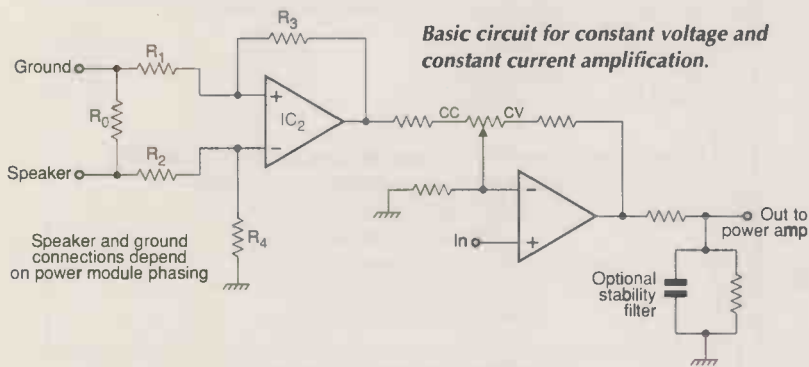 Basic circuit for constant voltage and
constant current amplification.
Ground
R1
R3
R0
+
IC2
−
CC
CV
Speaker
R2
R4
−
In
+
Out to
power amp
Speaker and ground
connections depend
on power module phasing
Optional
stability
filter